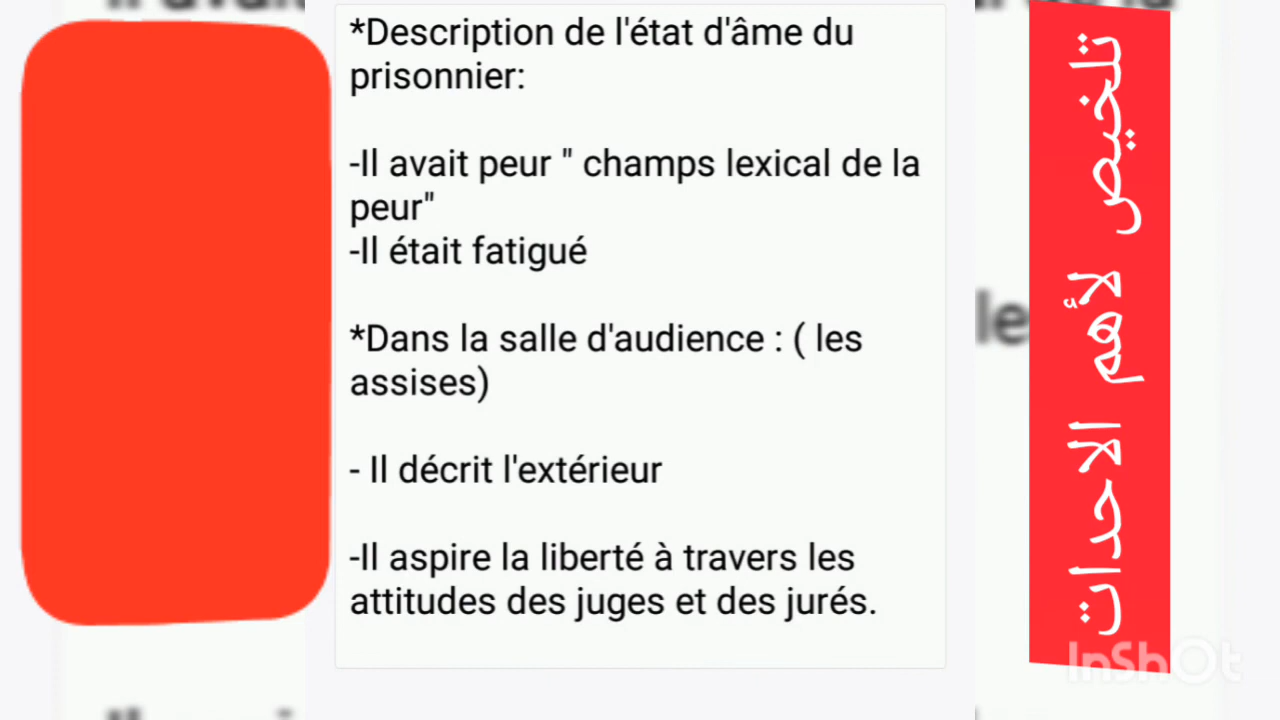 *Description de l'état d'âme du
prisonnier:
-Il avait peur " champs lexical de la
peur"
-Il était fatigué
*Dans la salle d'audience : ( les
assises)
- Il décrit l'extérieur
-Il aspire la liberté à travers les
attitudes des juges et des jurés.
تلخيص لأهم الاحدات
InShOt